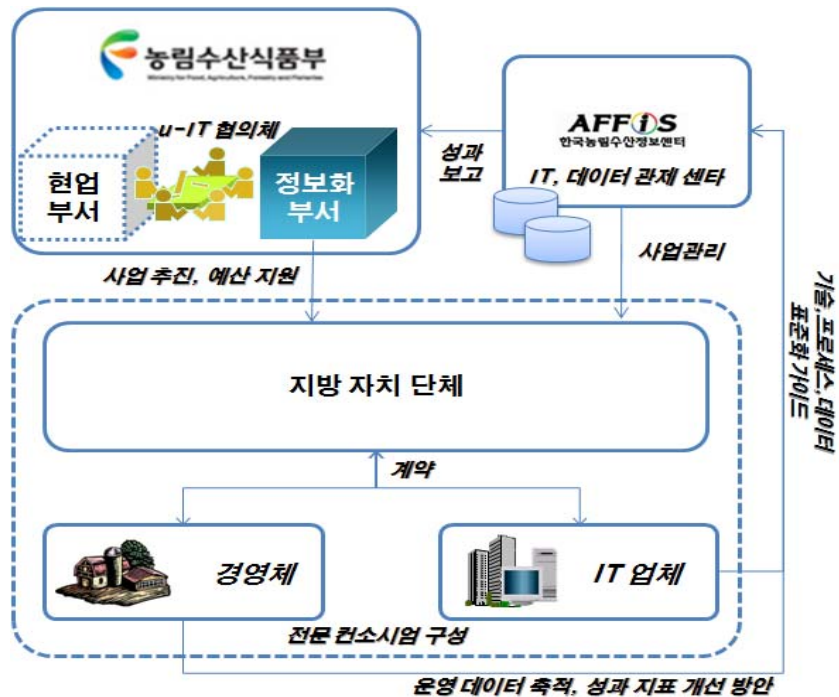 농림수산식품부
Ministry for Food, Agriculture, Forestry and Fisheries
u-IT 협의체
현업
부서
정보화
부서
성과
보고
AFFiS
한국농림수산정보센터
IT, 데이터 관제 센타
사업 추진, 예산 지원
사업관리
기술,프로세스,데이터
표준화 가이드
지방 자치 단체
계약
경영체
IT 업체
전문 컨소시엄 구성
운영 데이터 축적, 성과 지표 개선 방안